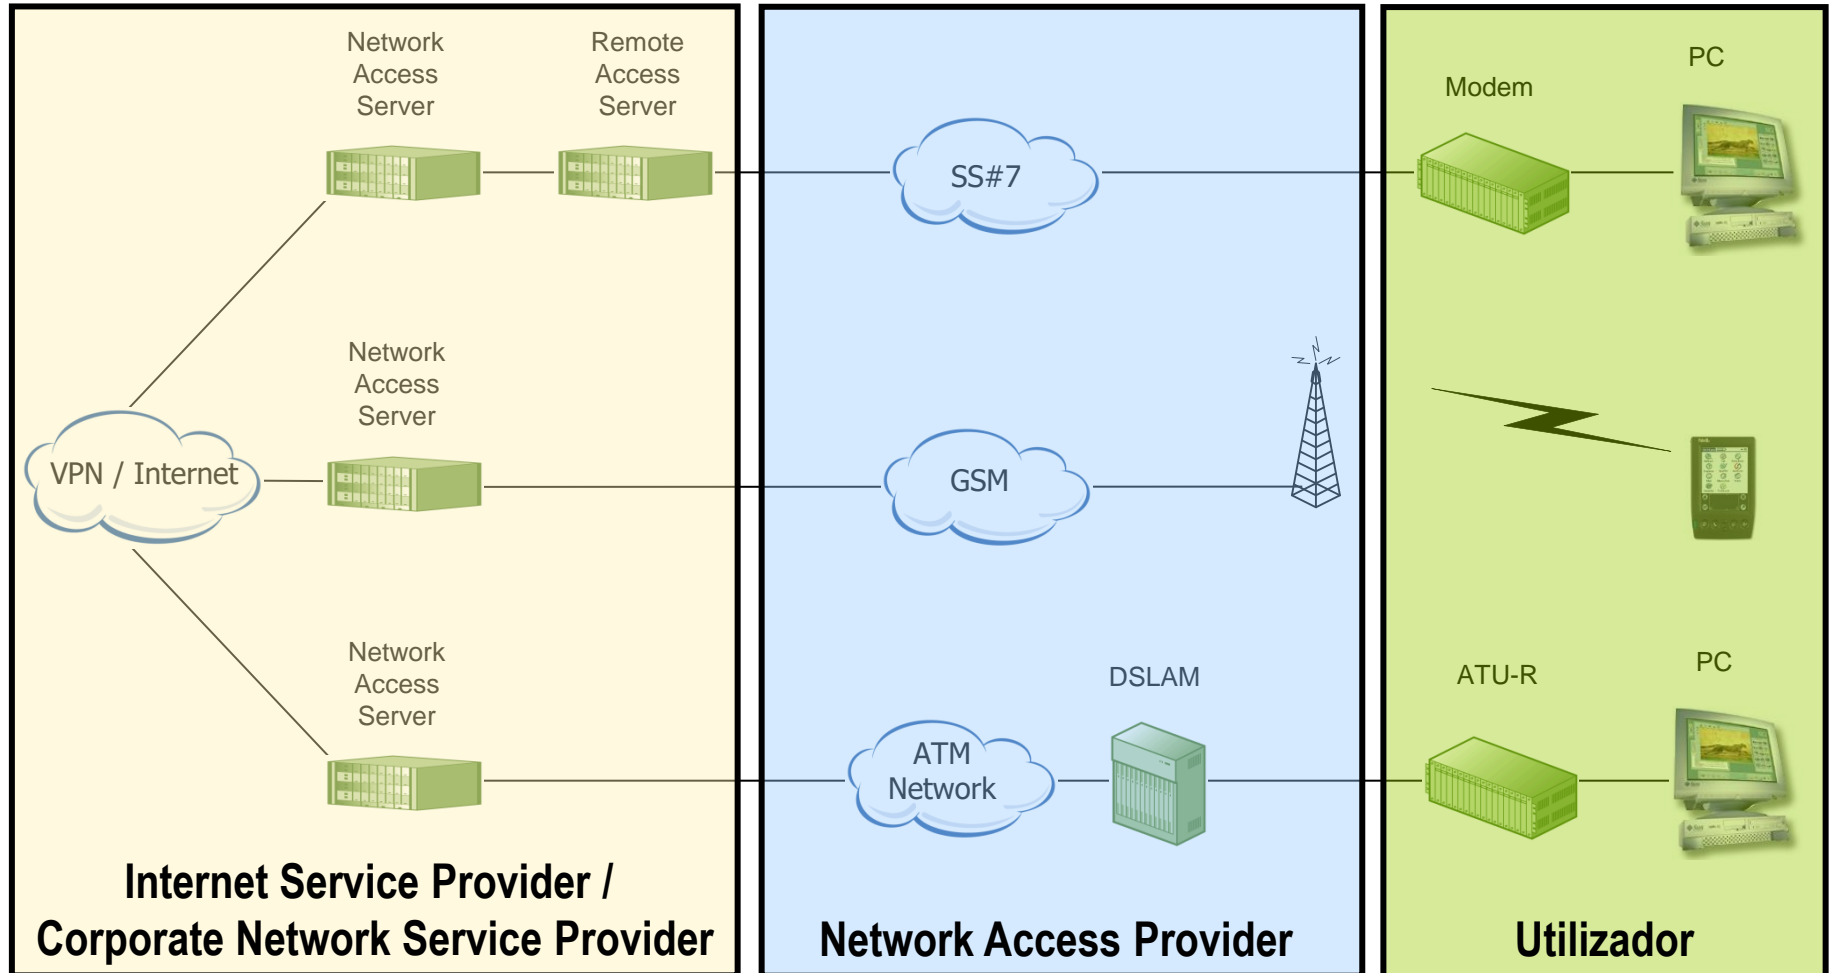 Network
Access
Server
Remote
Access
Server
SS#7
Modem
PC
Network
Access
Server
VPN / Internet
GSM
Network
Access
Server
ATM
Network
DSLAM
ATU-R
PC
Internet Service Provider /
Corporate Network Service Provider
Network Access Provider
Utilizador